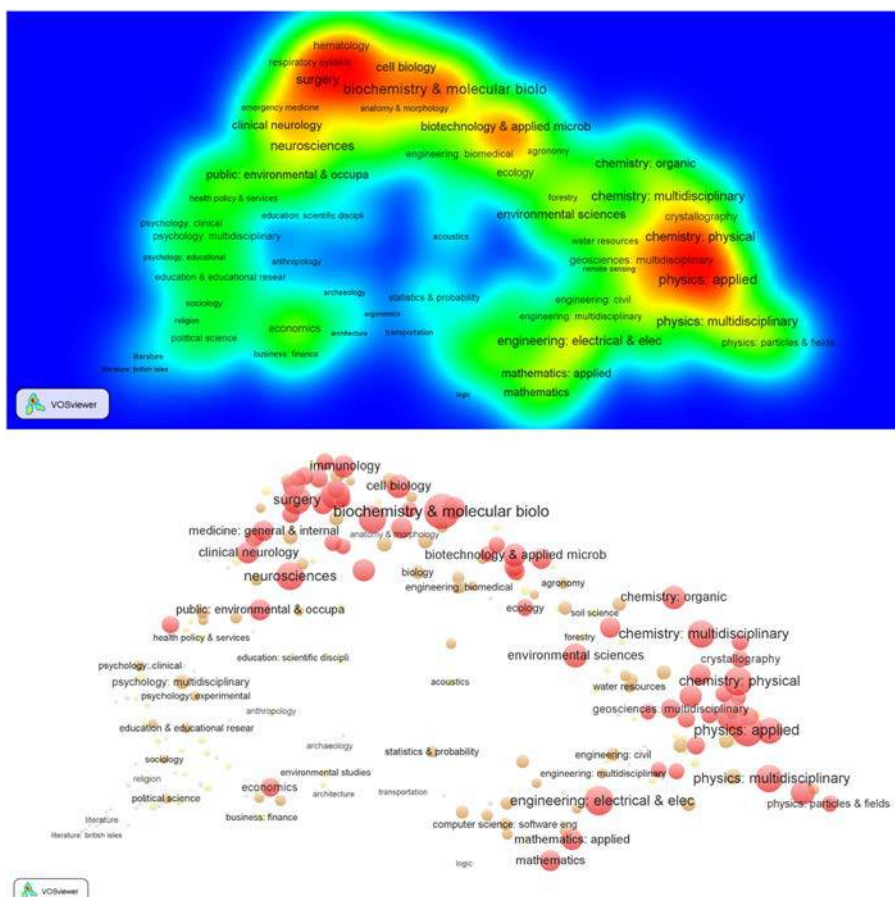 hematology
respiratory system
cell biology
surgery
biochemistry & molecular biolo
emergency medicine
anatomy & morphology
clinical neurology
biotechnology & applied microb
neurosciences
engineering: biomedical
agronomy
chemistry: organic
ecology
public: environmental & occupa
health policy & services
forestry
chemistry: multidisciplinary
education: scientific discipli
environmental sciences
crystallography
psychology: clinical
psychology: multidisciplinary
acoustics
water resources
chemistry: physical
psychology: educational
anthropology
geosciences: multidisciplinary
remote sensing
education & educational resear
physics: applied
archaeology
statistics & probability
sociology
engineering: civil
ergonomics
engineering: multidisciplinary
religion
economics
physics: multidisciplinary
political science
architecture
transportation
engineering: electrical & elec
physics: particles & fields
literature
business: finance
literature: british isles
mathematics: applied
logic
mathematics
VOSviewer
immunology
cell biology
surgery
biochemistry & molecular biolo
medicine: general & internal
anatomy & morphology
clinical neurology
biotechnology & applied microb
neurosciences
biology
engineering: biomedical
agronomy
chemistry: organic
public: environmental & occupa
ecology
soil science
health policy & services
forestry
chemistry: multidisciplinary
education: scientific discipli
environmental sciences
crystallography
psychology: clinical
psychology: multidisciplinary
acoustics
water resources
chemistry: physical
psychology: experimental
anthropology
geosciences: multidisciplinary
education & educational resear
physics: applied
archaeology
statistics & probability
sociology
engineering: civil
environmental studies
engineering: multidisciplinary
religion
economics
physics: multidisciplinary
political science
architecture
transportation
engineering: electrical & elec
physics: particles & fields
literature
business: finance
computer science: software eng
literature: british isles
mathematics: applied
logic
mathematics
VOSviewer